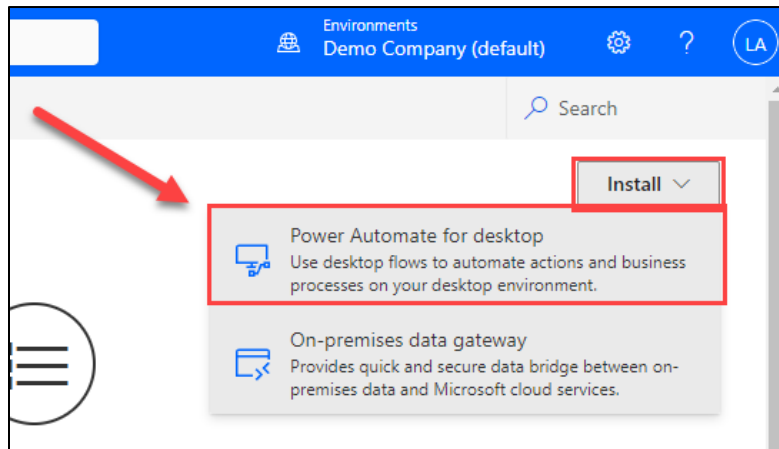 Environments
Demo Company (default)
?
LA
Search
Install
Power Automate for desktop
Use desktop flows to automate actions and business
processes on your desktop environment.
On-premises data gateway
Provides quick and secure data bridge between on-
premises data and Microsoft cloud services.